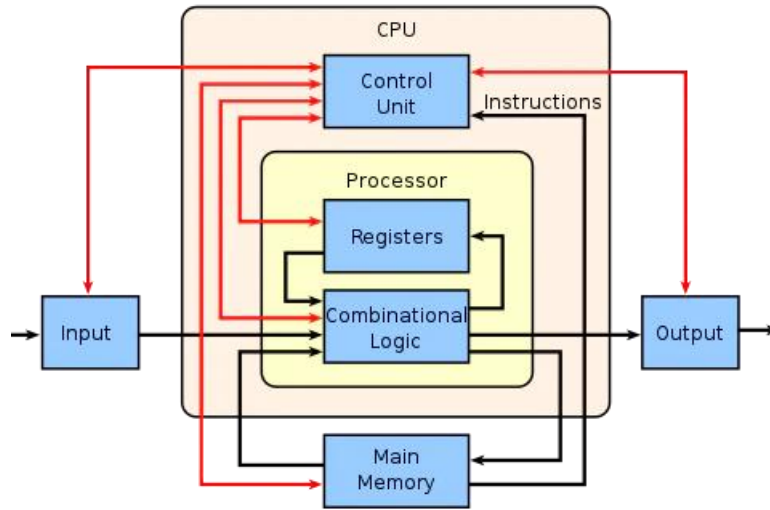 CPU
Control
Unit
Instructions
Processor
Registers
Combinational
Logic
Input
Output
Main
Memory